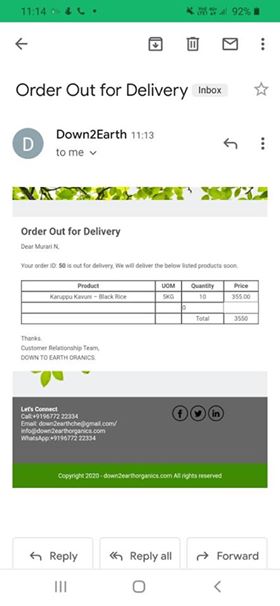 11:14
92%
Order Out for Delivery Inbox
D
Down2Earth 11:13
to me
Order Out for Delivery
Dear Murari N,
Your order ID: 50 is out for delivery, We will deliver the below listed products soon.
Product UOM Quantity Price
Karuppu Kavuni – Black Rice 5KG 10 355.00
0
Total 3550
Thanks.
Customer Relationship Team,
DOWN TO EARTH ORANICS.
Let's Connect
Call:+9196772 22334
Email: down2earthche@gmail.com/
info@down2earthorganics.com
WhatsApp:+9196772 22334
Copyright 2020 - down2earthorganics.com All rights reserved
Reply
Reply all
Forward